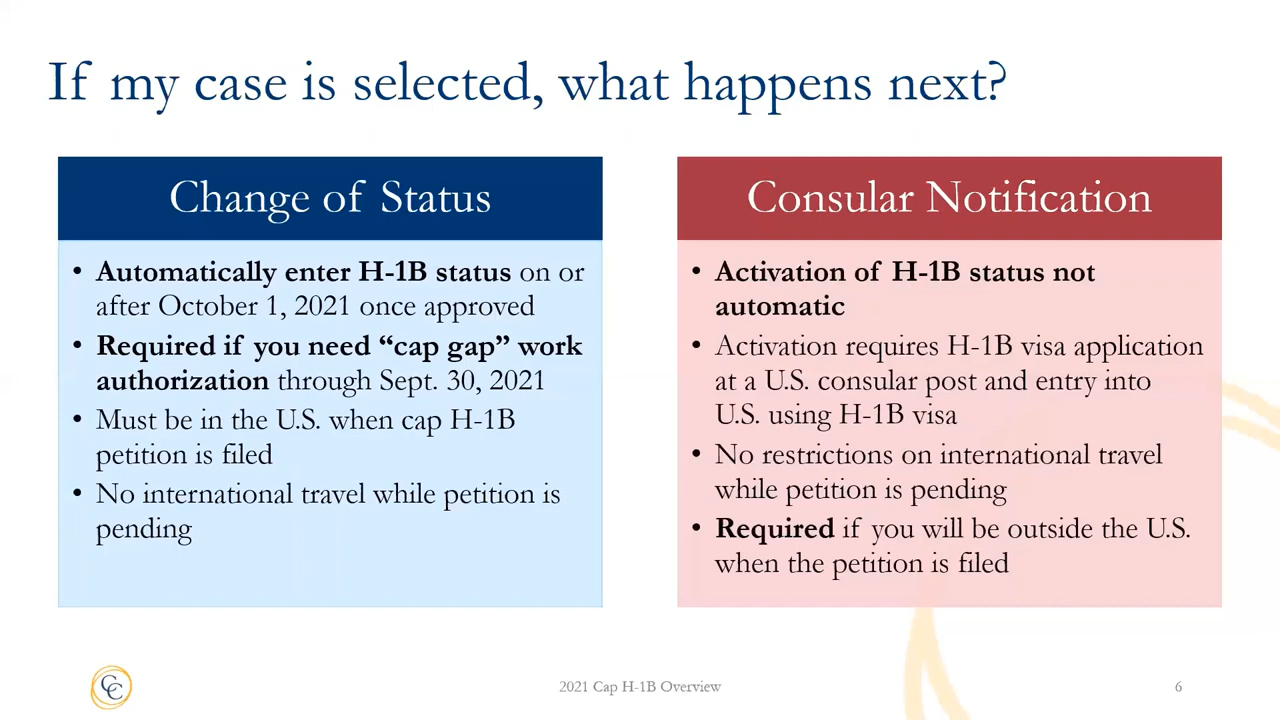 If my case is selected, what happens next?
Change of Status
• Automatically enter H-1B status on or
after October 1, 2021 once approved
• Required if you need “cap gap” work
authorization through Sept. 30, 2021
• Must be in the U.S. when cap H-1B
petition is filed
• No international travel while petition is
pending
Consular Notification
• Activation of H-1B status not
automatic
• Activation requires H-1B visa application
at a U.S. consular post and entry into
U.S. using H-1B visa
• No restrictions on international travel
while petition is pending
• Required if you will be outside the U.S.
when the petition is filed
CC
2021 Cap H-1B Overview
6